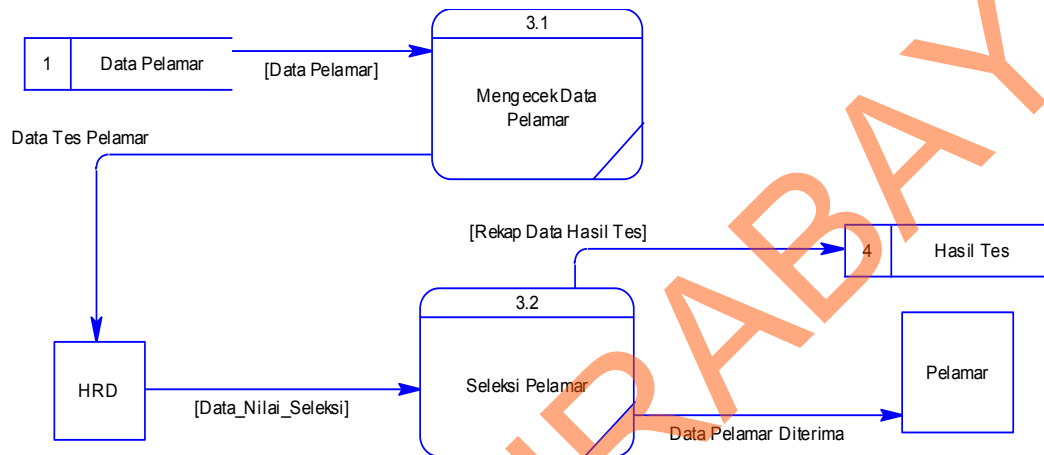 3.1
1 Data Pelamar
[Data Pelamar]
Mengecek Data
Pelamar
Data Tes Pelamar
[Rekap Data Hasil Tes]
4 Hasil Tes
3.2
HRD
Seleksi Pelamar
Pelamar
[Data_Nilai_Seleksi]
Data Pelamar Diterima
RABAY